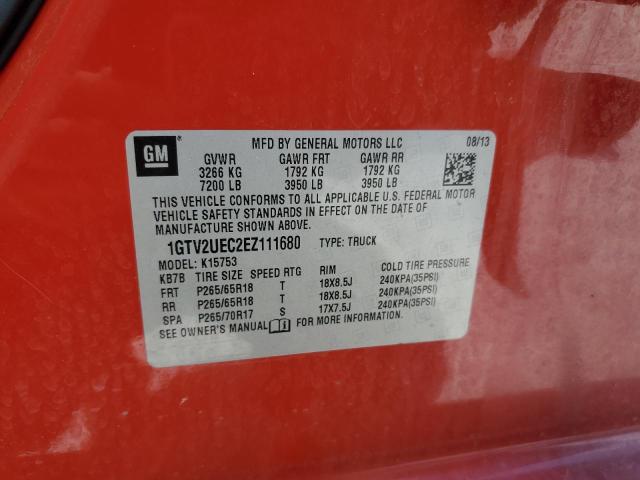 GM
MFD BY GENERAL MOTORS LLC 08/13
GVWR GAWR FRT GAWR RR
3266 KG 1792 KG 1792 KG
7200 LB 3950 LB 3950 LB
THIS VEHICLE CONFORMS TO ALL APPLICABLE U.S. FEDERAL MOTOR
VEHICLE SAFETY STANDARDS IN EFFECT ON THE DATE OF
MANUFACTURE SHOWN ABOVE.
1GTV2UEC2EZ111680 TYPE: TRUCK
MODEL: K15753
KB7B TIRE SIZE SPEED RTG RIM COLD TIRE PRESSURE
FRT P265/65R18 T 18X8.5J 240KPA(35PSI)
RR P265/65R18 T 18X8.5J 240KPA(35PSI)
SPA P265/70R17 S 17X7.5J 240KPA(35PSI)
SEE OWNER'S MANUAL FOR MORE INFORMATION.